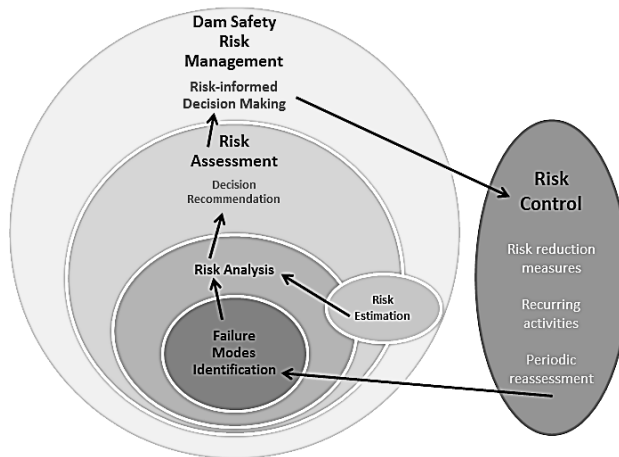 Dam Safety
Risk
Management
Risk-informed
Decision Making
Risk
Assessment
Decision
Recommendation
Risk Analysis
Risk
Estimation
Failure
Modes
Identification
Risk
Control
Risk reduction
measures
Recurring
activities
Periodic
reassessment